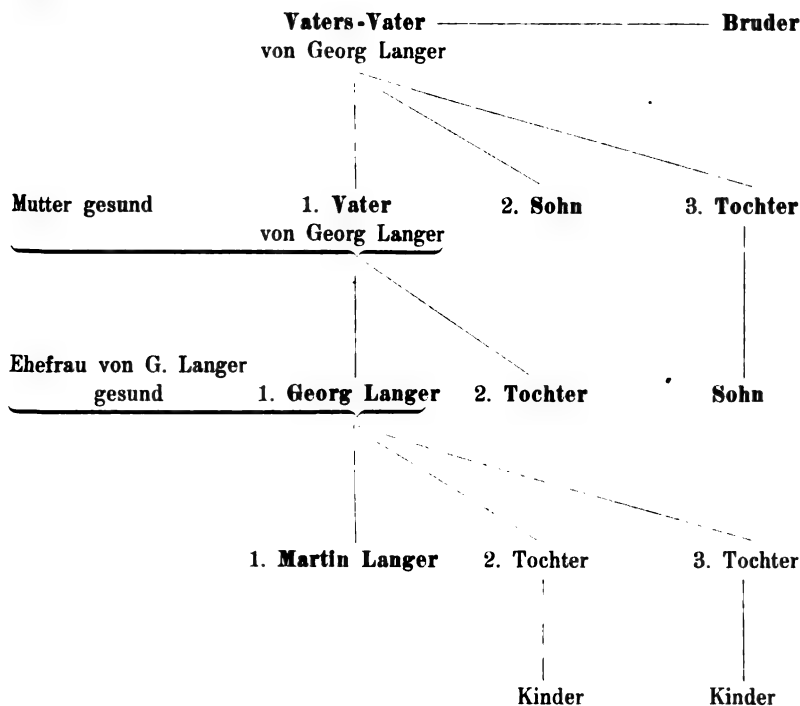 Vaters-Vater Bruder
von Georg Langer
Mutter gesund 1. Vater 2. Sohn 3. Tochter
von Georg Langer
Ehefrau von G. Langer
gesund 1. Georg Langer 2. Tochter Sohn
1. Martin Langer 2. Tochter 3. Tochter
Kinder Kinder